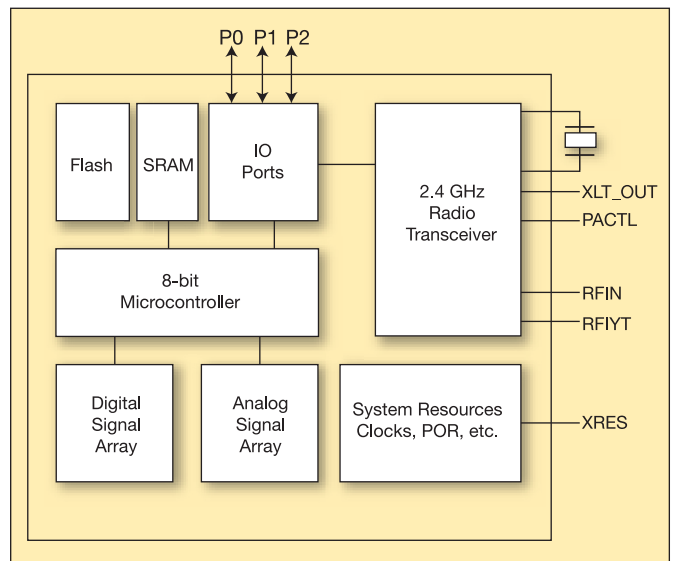 P0 P1 P2
Flash
SRAM
IO
Ports
2.4 GHz
Radio
Transceiver
XLT_OUT
PACTL
8-bit
Microcontroller
RFIN
RFIYT
Digital
Signal
Array
Analog
Signal
Array
System Resources
Clocks, POR, etc.
XRES